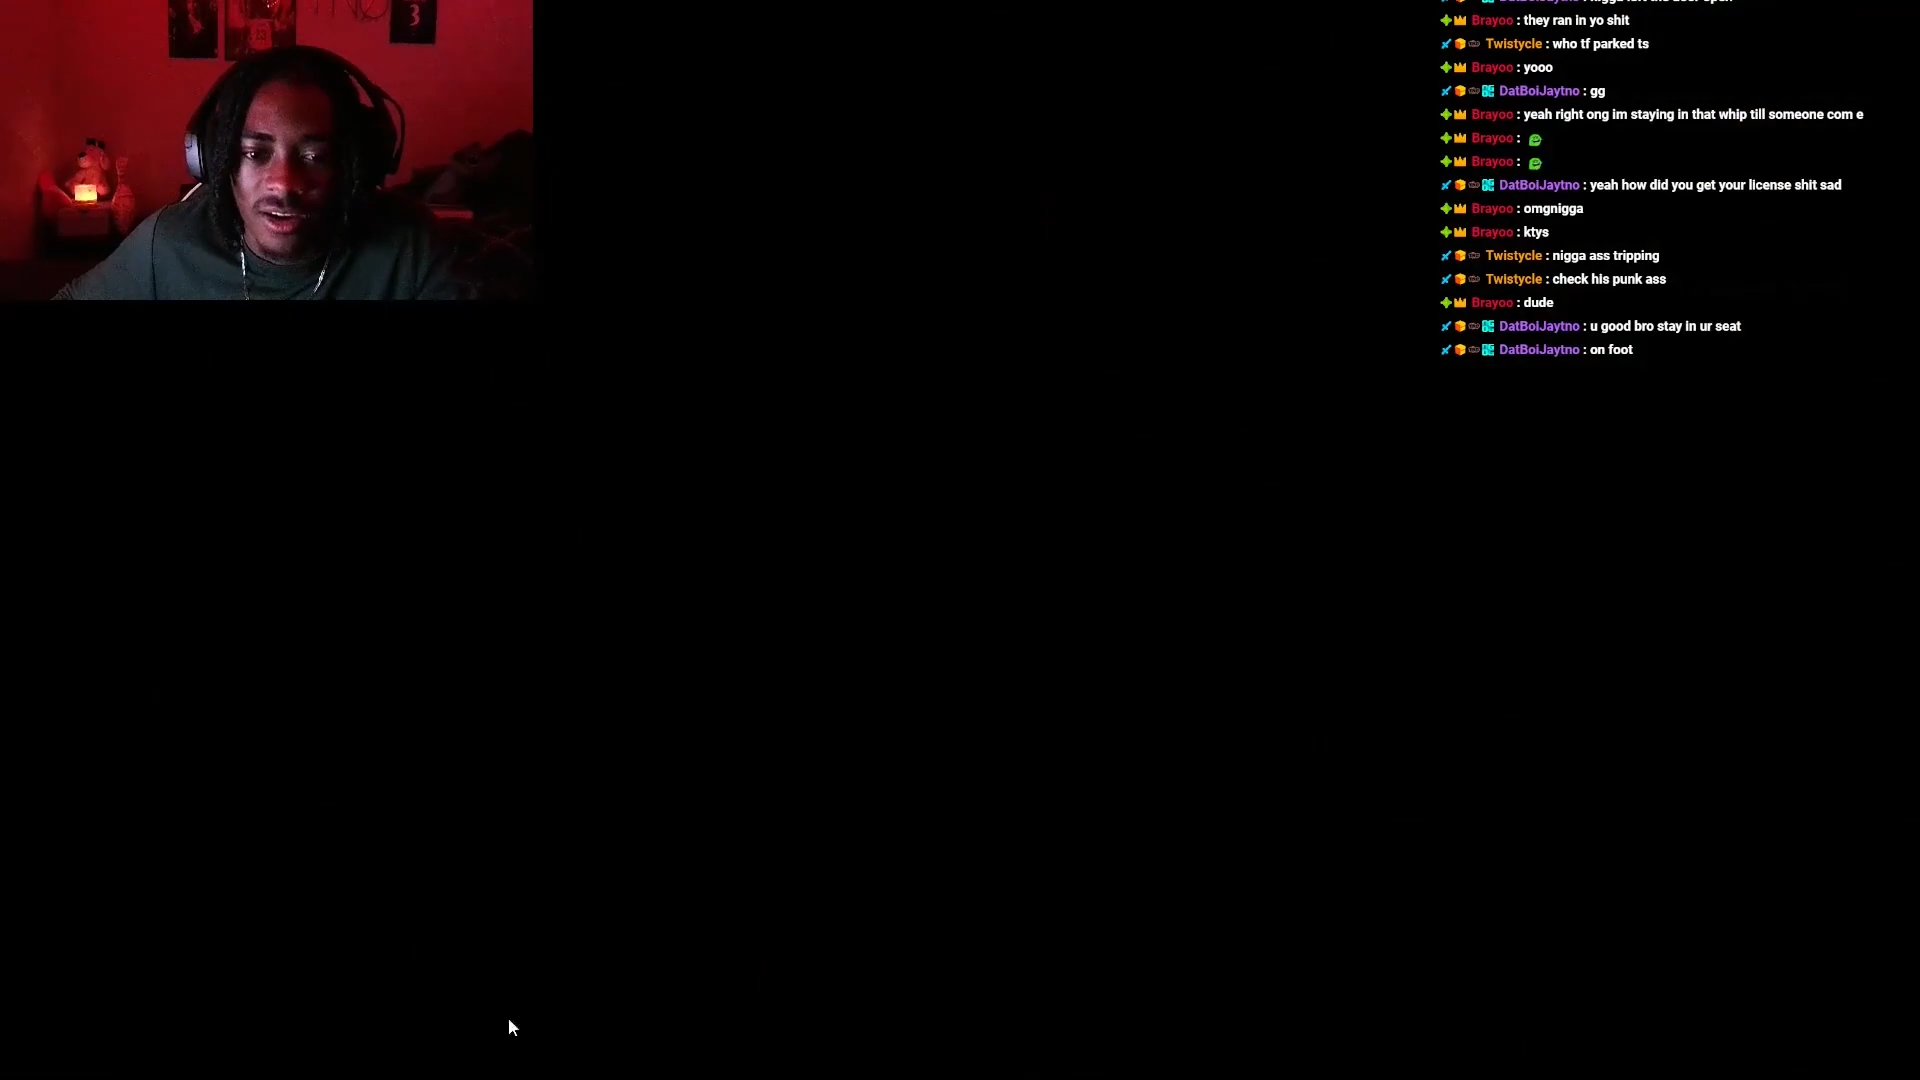 3
13
DatBoiJaytno :
Brayoo : they ran in yo shit
Twistycle : who tf parked ts
Brayoo : yooo
DatBoiJaytno : gg
Brayoo : yeah right ong im staying in that whip till someone com e
Brayoo :
Brayoo :
DatBoiJaytno : yeah how did you get your license shit sad
Brayoo : omgnigga
Brayoo : ktys
Twistycle : nigga ass tripping
Twistycle : check his punk ass
Brayoo : dude
DatBoiJaytno : u good bro stay in ur seat
DatBoiJaytno : on foot